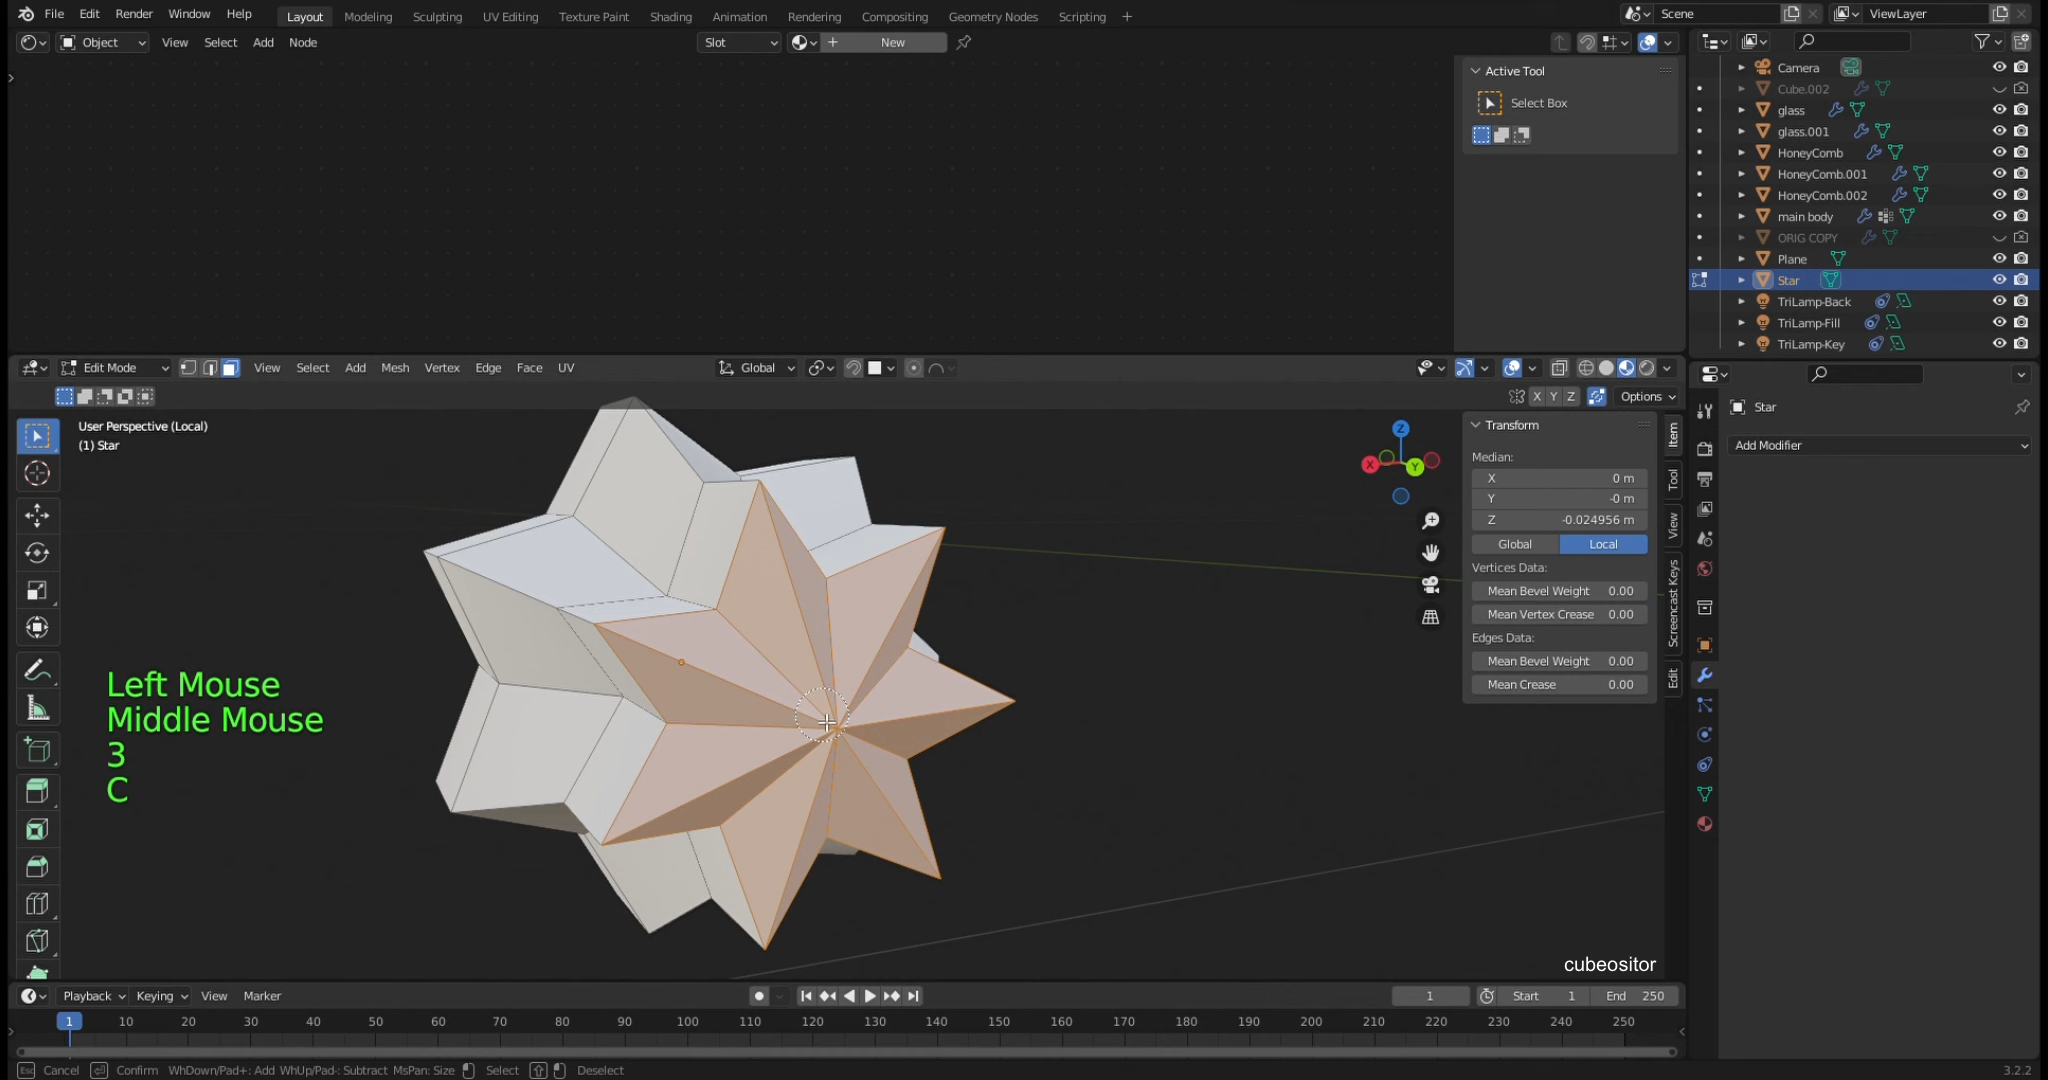 File Edit Render Window Help Layout Modeling Sculpting UV Editing Texture Paint Shading Animation Rendering Compositing Geometry Nodes Scripting + Scene ViewLayer
Object View Select Add Node Slot New
Active Tool
Select Box
Camera
Cube.002
glass
glass.001
HoneyComb
HoneyComb.001
HoneyComb.002
main body
ORIG COPY
Plane
Star
TriLamp-Back
TriLamp-Fill
TriLamp-Key
Edit Mode View Select Add Mesh Vertex Edge Face UV Global
X Y Z Options
User Perspective (Local)
(1) Star
Z
X
Y
Transform
Median:
X 0 m
Y -0 m
Z -0.024956 m
Global Local
Vertices Data:
Mean Bevel Weight 0.00
Mean Vertex Crease 0.00
Edges Data:
Mean Bevel Weight 0.00
Mean Crease 0.00
Item
Tool
View
Screencast Keys
Edit
Star
Add Modifier
Left Mouse
Middle Mouse
3
C
cubeositor
Playback Keying View Marker 1 Start 1 End 250
1 10 20 30 40 50 60 70 80 90 100 110 120 130 140 150 160 170 180 190 200 210 220 230 240 250
Esc Cancel Confirm WhDown/Pad+: Add WhUp/Pad-: Subtract MsPan: Size Select Deselect 3.2.2